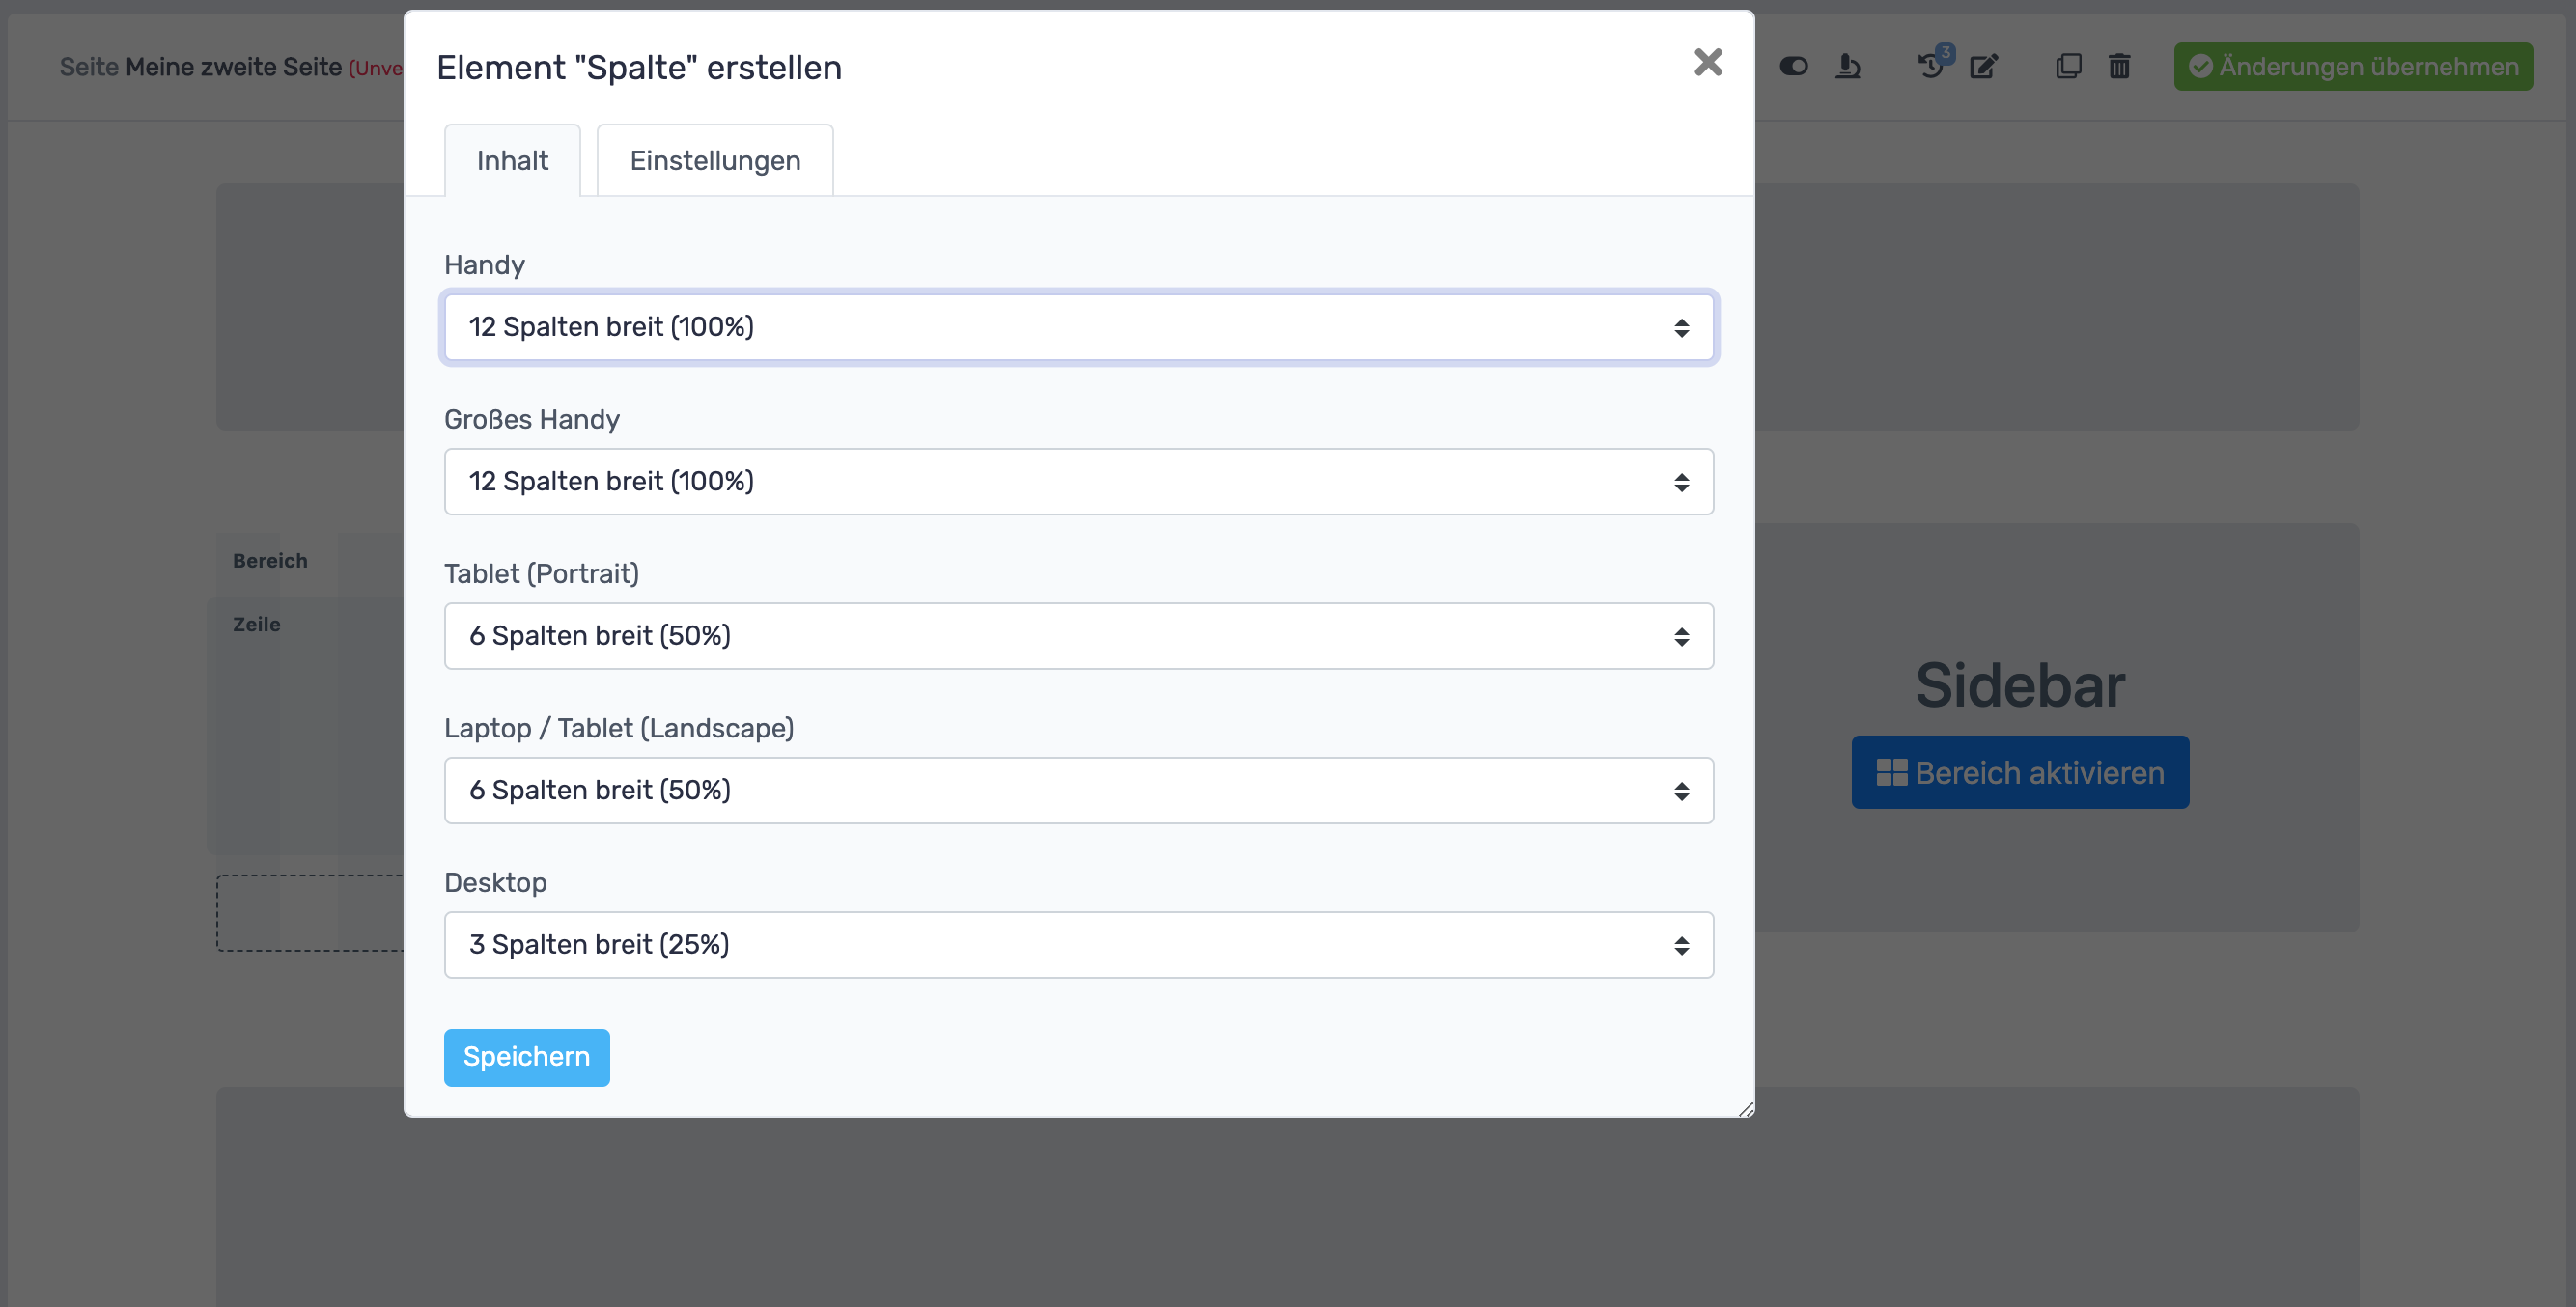 Seite Meine zweite Seite (Unve
Element "Spalte" erstellen
3
Änderungen übernehmen
Inhalt
Einstellungen
Handy
12 Spalten breit (100%)
Großes Handy
12 Spalten breit (100%)
Tablet (Portrait)
6 Spalten breit (50%)
Laptop / Tablet (Landscape)
6 Spalten breit (50%)
Desktop
3 Spalten breit (25%)
Speichern
Bereich
Zeile
Sidebar
Bereich aktivieren